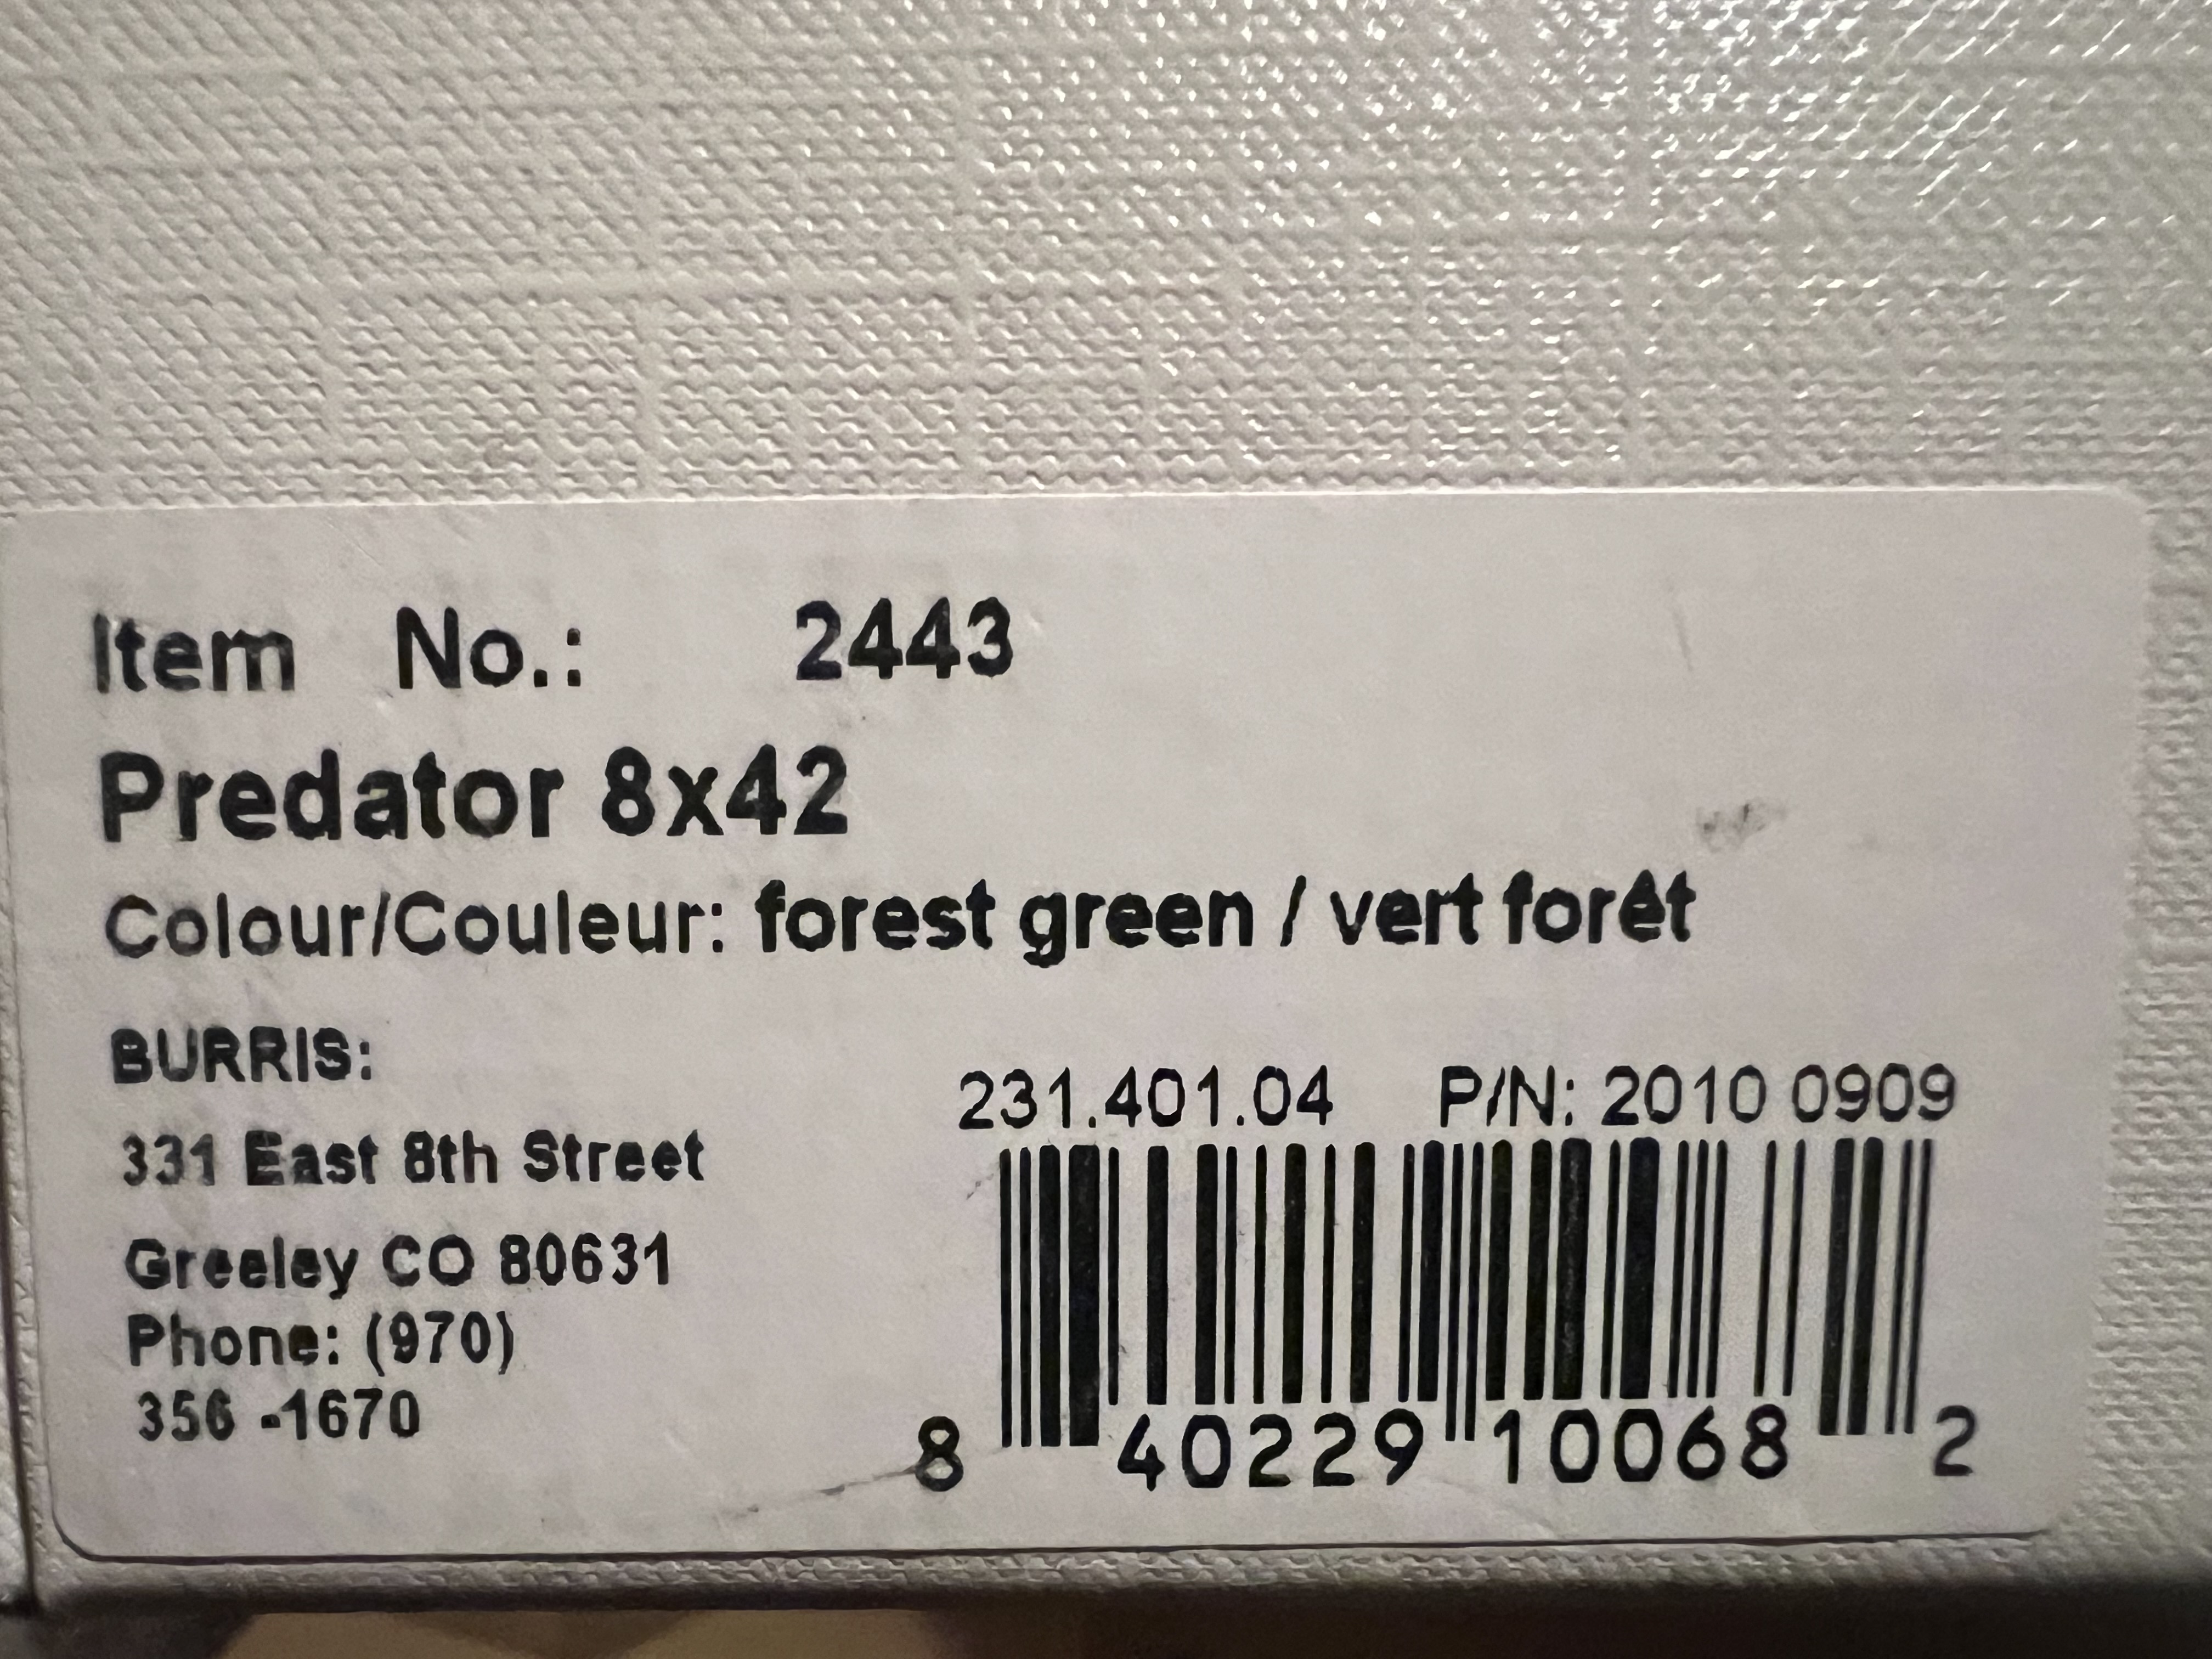 Item No.: 2443
Predator 8x42
Colour/Couleur: forest green / vert forêt
BURRIS:
331 East 8th Street
Greeley CO 80631
Phone: (970)
356 -1670
231.401.04 P/N: 2010 0909
8 40229 10068 2